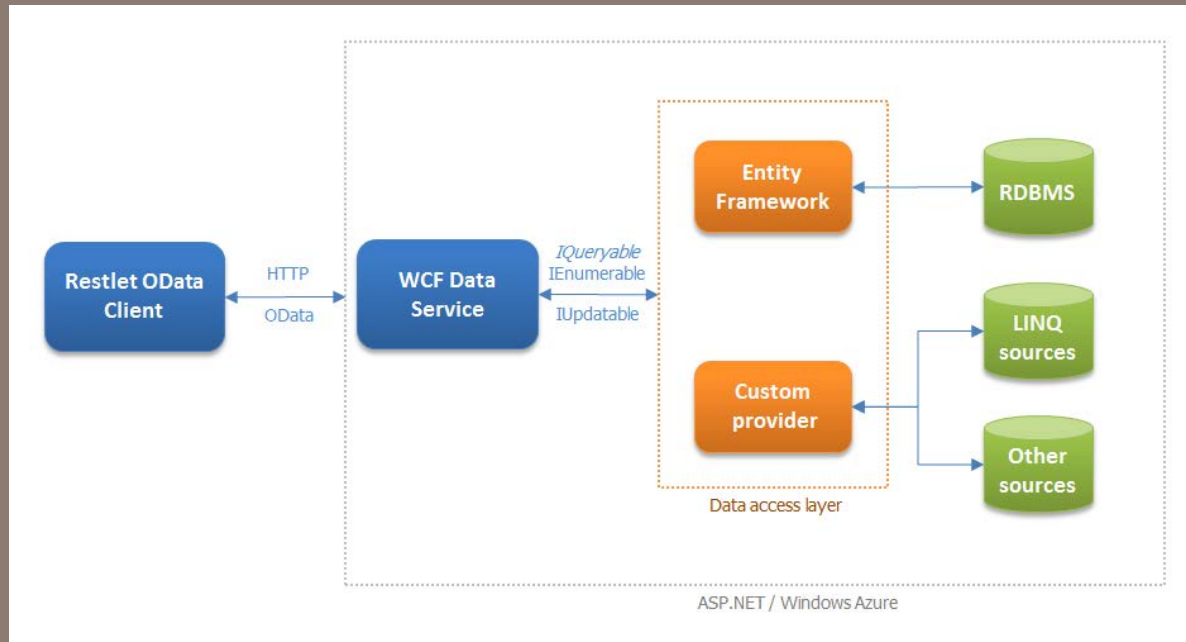 Restlet OData
Client
HTTP
OData
WCF Data
Service
IQueryable
IEnumerable
IUpdatable
Entity
Framework
Custom
provider
Data access layer
RDBMS
LINQ
sources
Other
sources
ASP.NET / Windows Azure